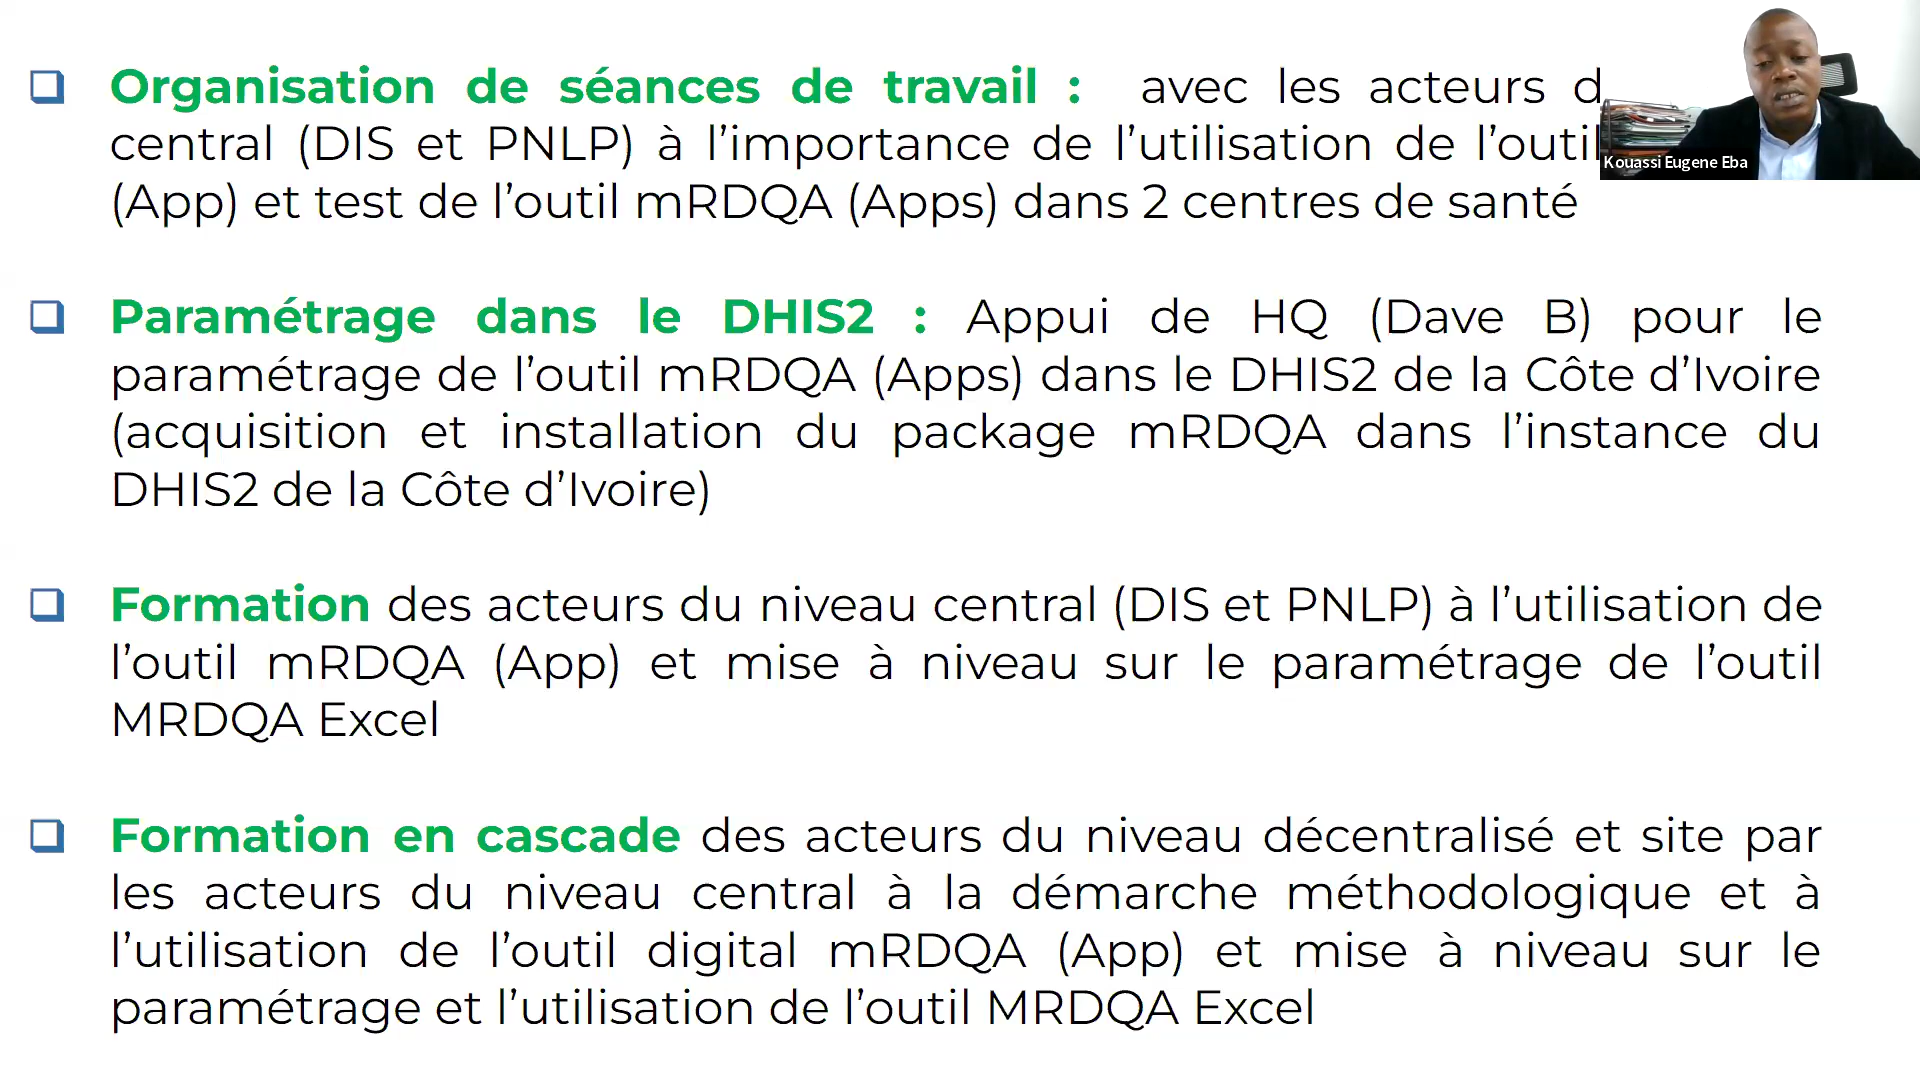 Organisation de séances de travail : avec les acteurs
central (DIS et PNLP) à l’importance de l’utilisation de l’outil
(App) et test de l’outil mRDQA (Apps) dans 2 centres de santé
Kouassi Eugene Eba
Paramétrage dans le DHIS2 : Appui de HQ (Dave B) pour le
paramétrage de l’outil mRDQA (Apps) dans le DHIS2 de la Côte d’Ivoire
(acquisition et installation du package mRDQA dans l’instance du
DHIS2 de la Côte d’Ivoire)
Formation des acteurs du niveau central (DIS et PNLP) à l’utilisation de
l’outil mRDQA (App) et mise à niveau sur le paramétrage de l’outil
MRDQA Excel
Formation en cascade des acteurs du niveau décentralisé et site par
les acteurs du niveau central à la démarche méthodologique et à
l’utilisation de l’outil digital mRDQA (App) et mise à niveau sur le
paramétrage et l’utilisation de l’outil MRDQA Excel